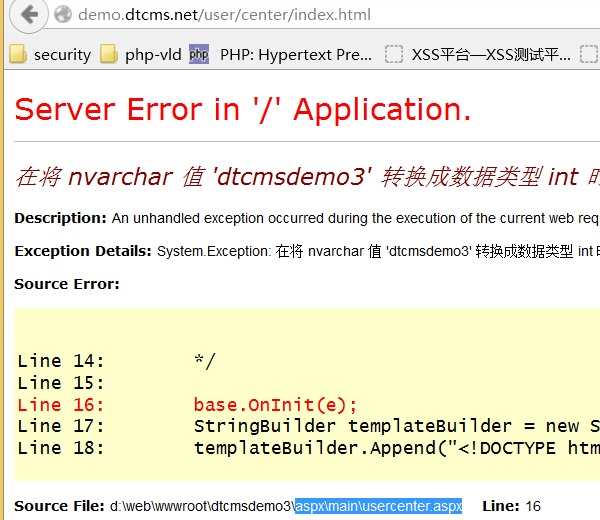 demo.dtcms.net/user/center/index.html
security php-vld php PHP: Hypertext Pre... XSS平台—XSS测试平...
Server Error in '/' Application.
在将 nvarchar 值 'dtcmsdemo3' 转换成数据类型 int 时
Description: An unhandled exception occurred during the execution of the current web req
Exception Details: System.Exception: 在将 nvarchar 值 'dtcmsdemo3' 转换成数据类型 int 时
Source Error:
Line 14: */
Line 15:
Line 16: base.OnInit(e);
Line 17: StringBuilder templateBuilder = new S
Line 18: templateBuilder.Append("<!DOCTYPE htm
Source File: d:\web\wwwroot\dtcmsdemo3\aspx\main\usercenter.aspx Line: 16